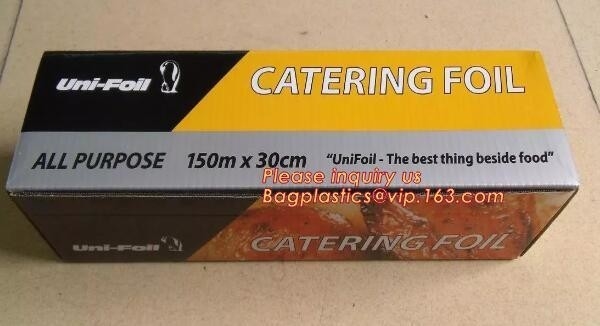 Uni-Foil
CATERING FOIL
ALL PURPOSE 150m x 30cm "UniFoil - The best thing beside food"
Please inquiry us
Bagplastics@vip.163.com
Uni-Foil
CATERING FOIL